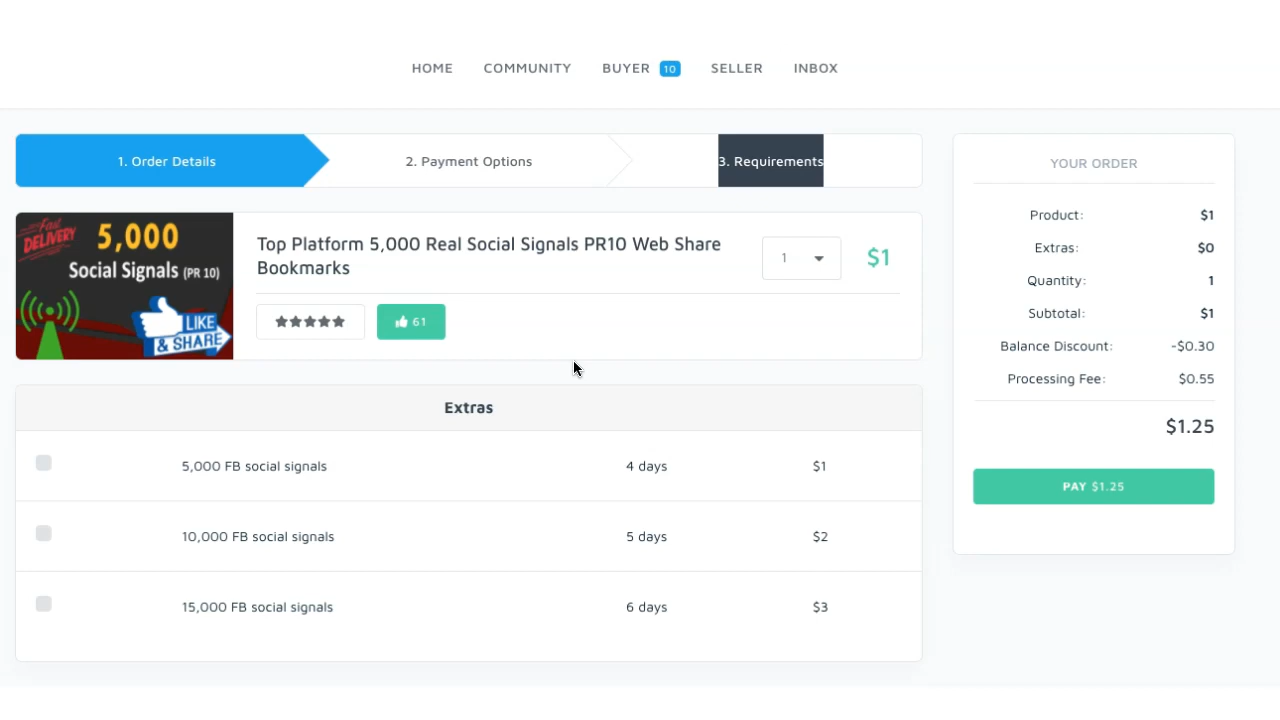 HOME COMMUNITY BUYER 10 SELLER INBOX
1. Order Details 2. Payment Options 3. Requirements
Fast
DELIVERY
5,000
Social Signals (PR 10)
LIKE
& SHARE
Top Platform 5,000 Real Social Signals PR10 Web Share
Bookmarks
1
$1
61
Extras
5,000 FB social signals 4 days $1
10,000 FB social signals 5 days $2
15,000 FB social signals 6 days $3
YOUR ORDER
Product: $1
Extras: $0
Quantity: 1
Subtotal: $1
Balance Discount: -$0.30
Processing Fee: $0.55
$1.25
PAY $1.25